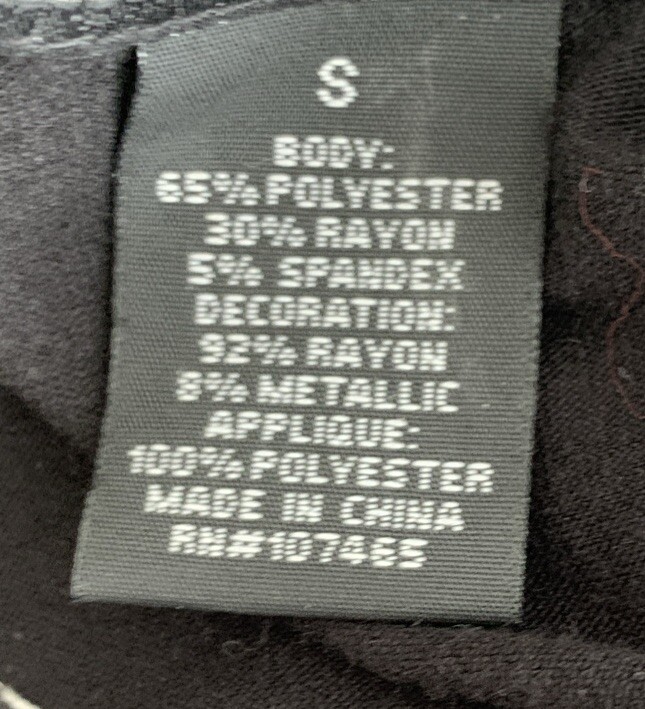 S
BODY:
65% POLYESTER
30% RAYON
5% SPANDEX
DECORATION:
92% RAYON
8% METALLIC
APPLIQUE:
100% POLYESTER
MADE IN CHINA
RN#107465